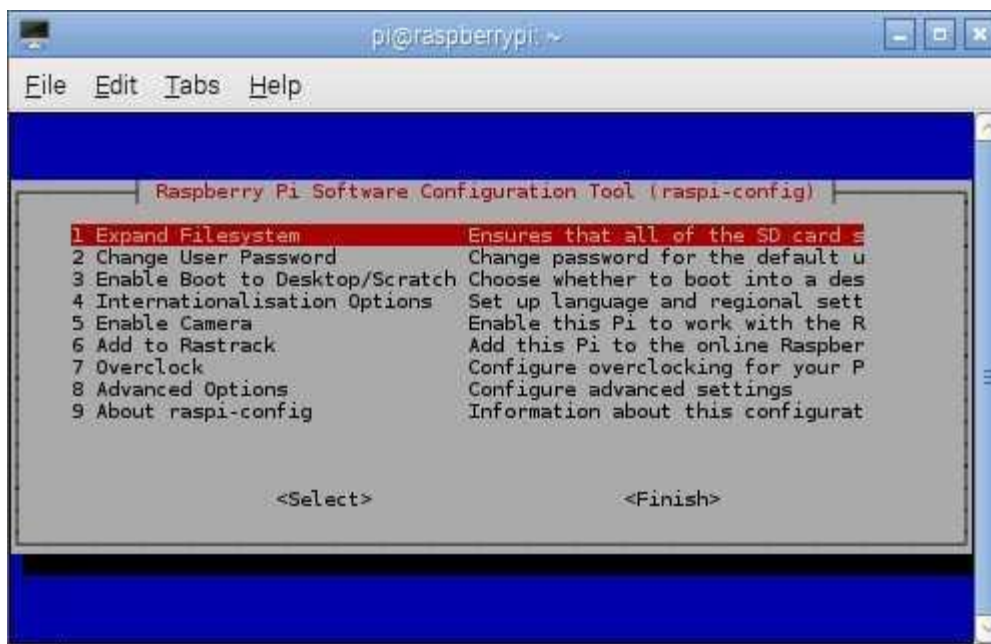 pi@raspberrypi: ~
File Edit Tabs Help
Raspberry Pi Software Configuration Tool (raspi-config)
1 Expand Filesystem Ensures that all of the SD card s
2 Change User Password Change password for the default u
3 Enable Boot to Desktop/Scratch Choose whether to boot into a des
4 Internationalisation Options Set up language and regional sett
5 Enable Camera Enable this Pi to work with the R
6 Add to Rastrack Add this Pi to the online Raspber
7 Overclock Configure overclocking for your P
8 Advanced Options Configure advanced settings
9 About raspi-config Information about this configurat
<Select> <Finish>